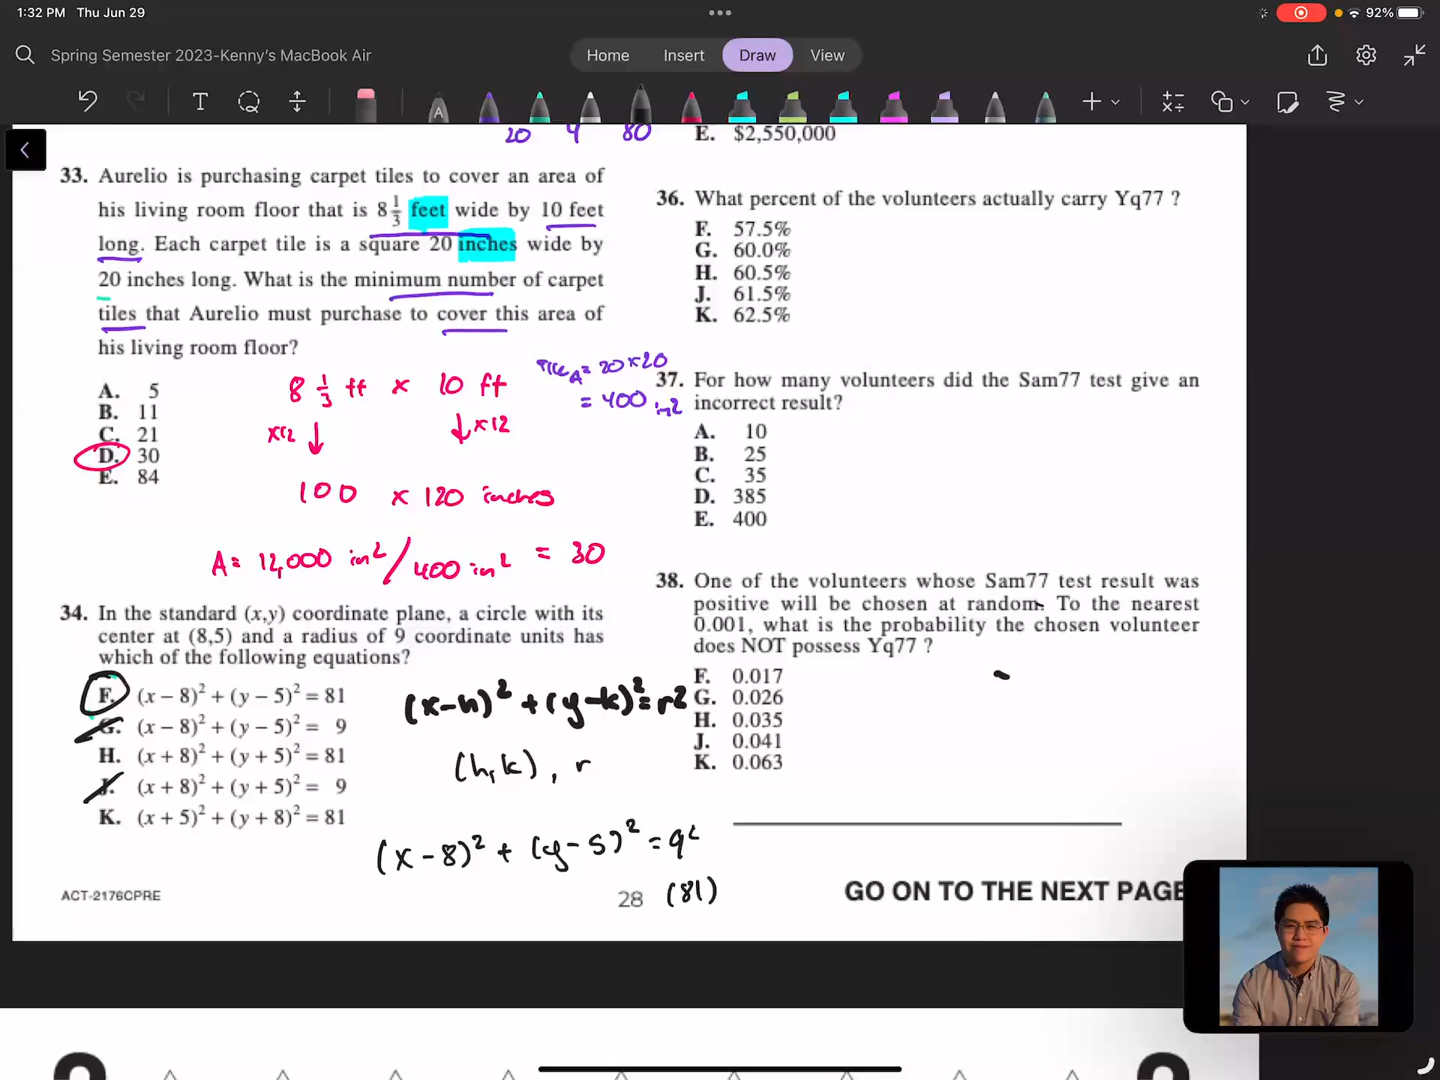 1:32 PM Thu Jun 29
92%
Spring Semester 2023-Kenny's MacBook Air
Home Insert Draw View
T
A
20 4 80
E. $2,550,000
33. Aurelio is purchasing carpet tiles to cover an area of
his living room floor that is 8 1/3 feet wide by 10 feet
long. Each carpet tile is a square 20 inches wide by
20 inches long. What is the minimum number of carpet
tiles that Aurelio must purchase to cover this area of
his living room floor?
A. 5
B. 11
C. 21
D. 30
E. 84
8 1/3 ft x 10 ft
x12 ↓ ↓ x12
100 x 120 inches
A = 12,000 in² / 400 in² = 30
A = 20 x 20
= 400 in²
34. In the standard (x,y) coordinate plane, a circle with its
center at (8,5) and a radius of 9 coordinate units has
which of the following equations?
F. (x − 8)² + (y − 5)² = 81
G. (x − 8)² + (y − 5)² = 9
H. (x + 8)² + (y + 5)² = 81
J. (x + 8)² + (y + 5)² = 9
K. (x + 5)² + (y + 8)² = 81
(x-h)² + (y-k)² = r²
(h,k), r
(x-8)² + (y-5)² = 9²
(81)
36. What percent of the volunteers actually carry Yq77 ?
F. 57.5%
G. 60.0%
H. 60.5%
J. 61.5%
K. 62.5%
37. For how many volunteers did the Sam77 test give an
incorrect result?
A. 10
B. 25
C. 35
D. 385
E. 400
38. One of the volunteers whose Sam77 test result was
positive will be chosen at random. To the nearest
0.001, what is the probability the chosen volunteer
does NOT possess Yq77 ?
F. 0.017
G. 0.026
H. 0.035
J. 0.041
K. 0.063
ACT-2176CPRE
28
GO ON TO THE NEXT PAGE